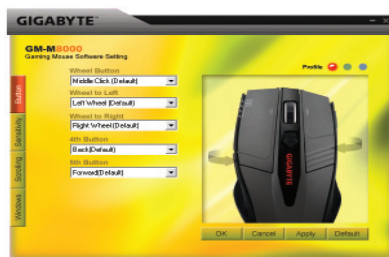 GIGABYTE™
GM-M8000
Gaming Mouse Software Setting
Profile
Button
Sensitivity
Scrolling
Windows
Wheel Button
Middle Click (Default)
Wheel to Left
Left Wheel (Default)
Wheel to Right
Right Wheel (Default)
4th Button
Back(Default)
5th Button
Forward(Default)
GIGABYTE
OK
Cancel
Apply
Default